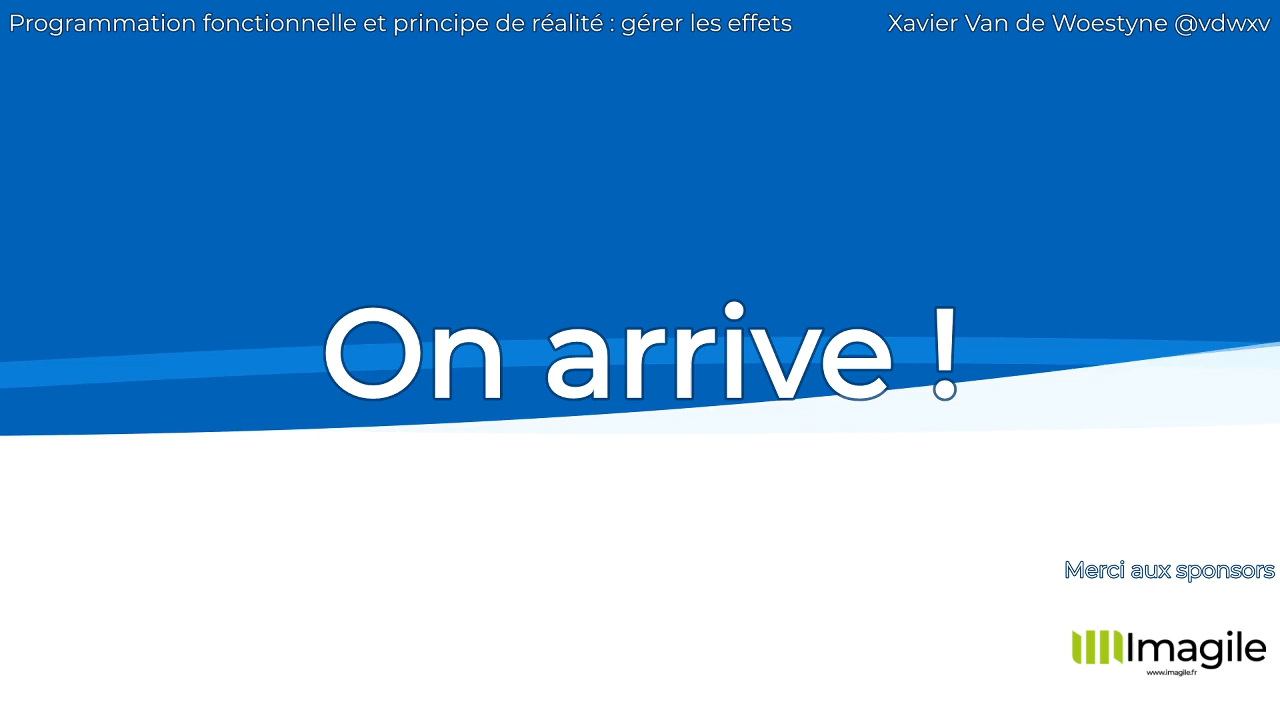 Programmation fonctionnelle et principe de réalité : gérer les effets
Xavier Van de Woestyne @vdwxv
On arrive !
Merci aux sponsors
Imagile
www.imagile.fr